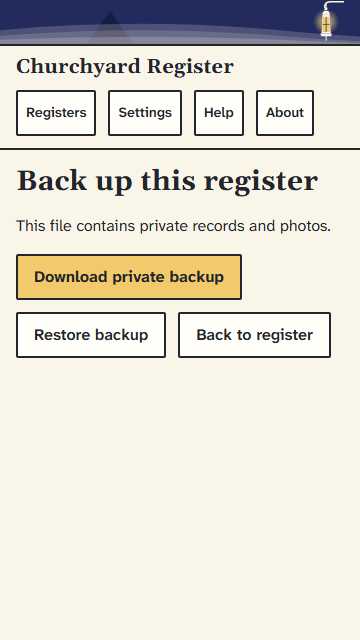 Churchyard Register
Registers Settings Help About
Back up this register
This file contains private records and photos.
Download private backup
Restore backup Back to register